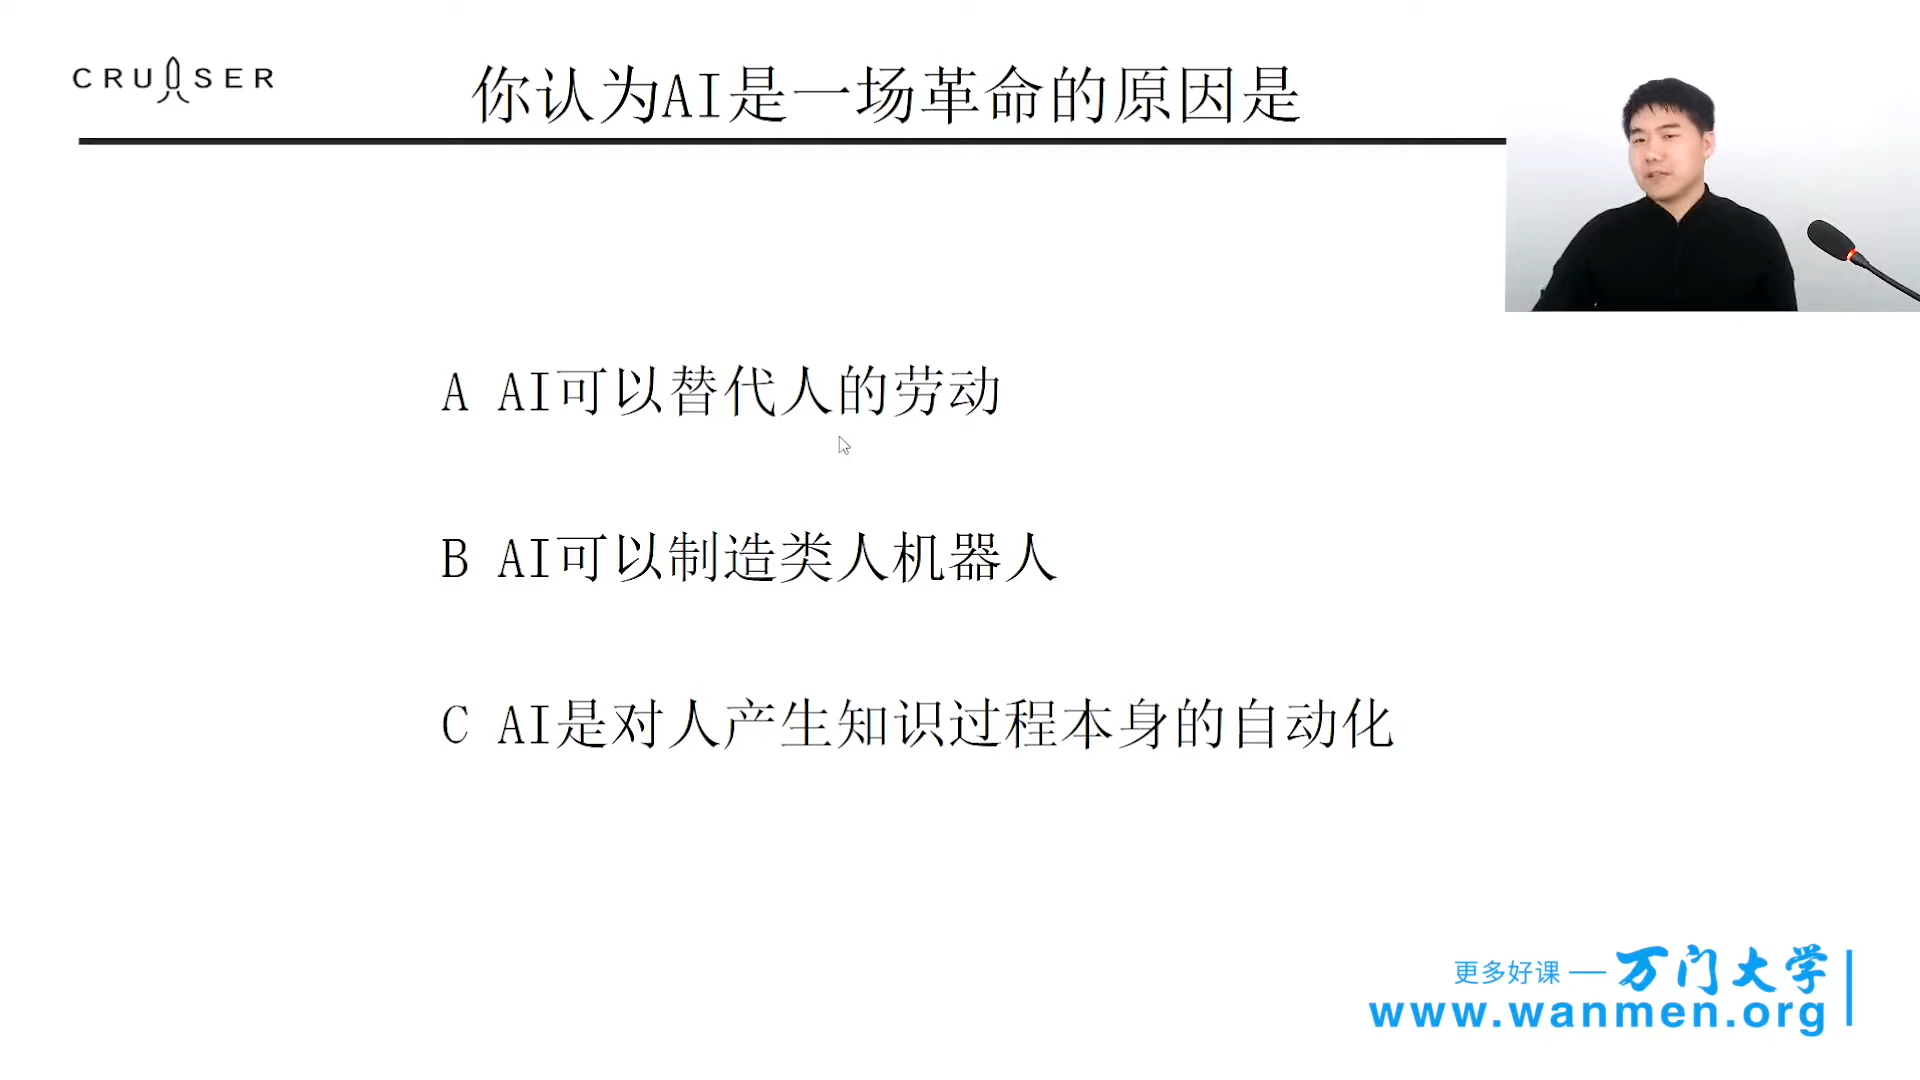 CRUISER
你认为AI是一场革命的原因是
A AI可以替代人的劳动
B AI可以制造类人机器人
C AI是对人产生知识过程本身的自动化
更多好课——万门大学
www.wanmen.org